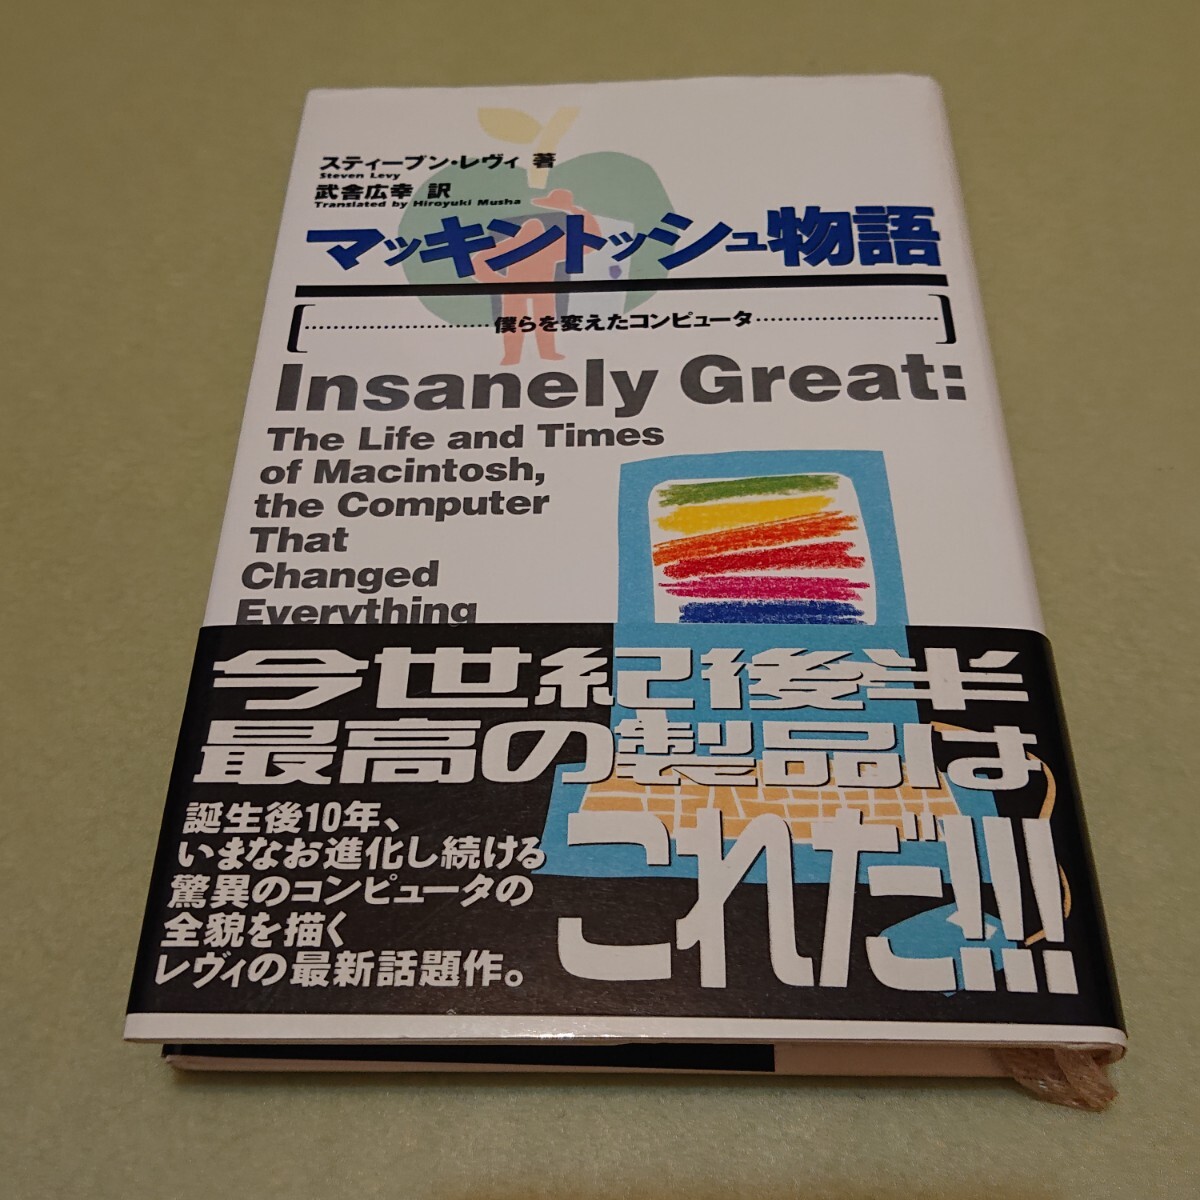 スティーブン・レヴィ 著
Steven Levy
武舎広幸 訳
Translated by Hiroyuki Musha
マッキントッシュ物語
僕らを変えたコンピュータ
Insanely Great:
The Life and Times
of Macintosh,
the Computer
That
Changed
Everything
今世紀後半
最高の製品は
これだ!!!
誕生後10年、
いまなお進化し続ける
驚異のコンピュータの
全貌を描く
レヴィの最新話題作。